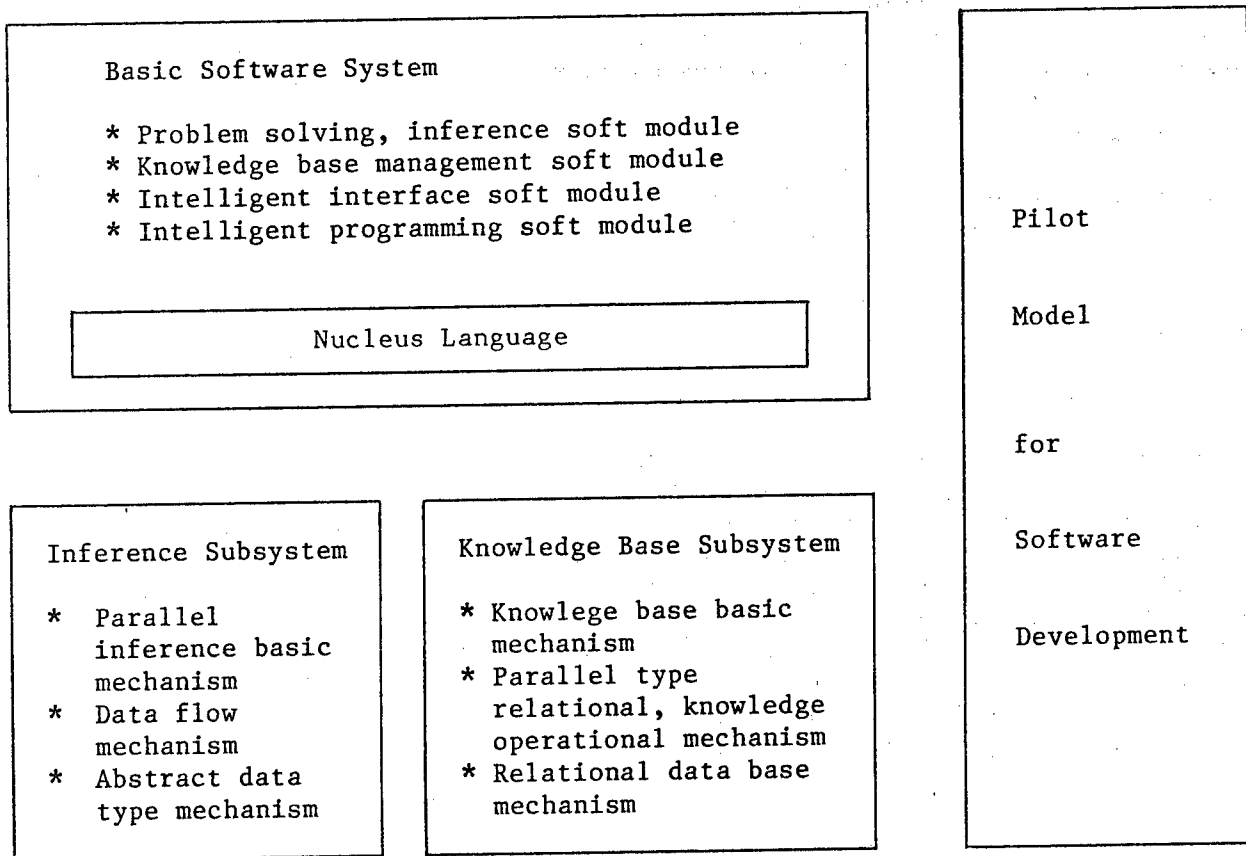 Basic Software System
* Problem solving, inference soft module
* Knowledge base management soft module
* Intelligent interface soft module
* Intelligent programming soft module
Nucleus Language
Inference Subsystem
* Parallel
inference basic
mechanism
* Data flow
mechanism
* Abstract data
type mechanism
Knowledge Base Subsystem
* Knowlege base basic
mechanism
* Parallel type
relational, knowledge
operational mechanism
* Relational data base
mechanism
Pilot
Model
for
Software
Development